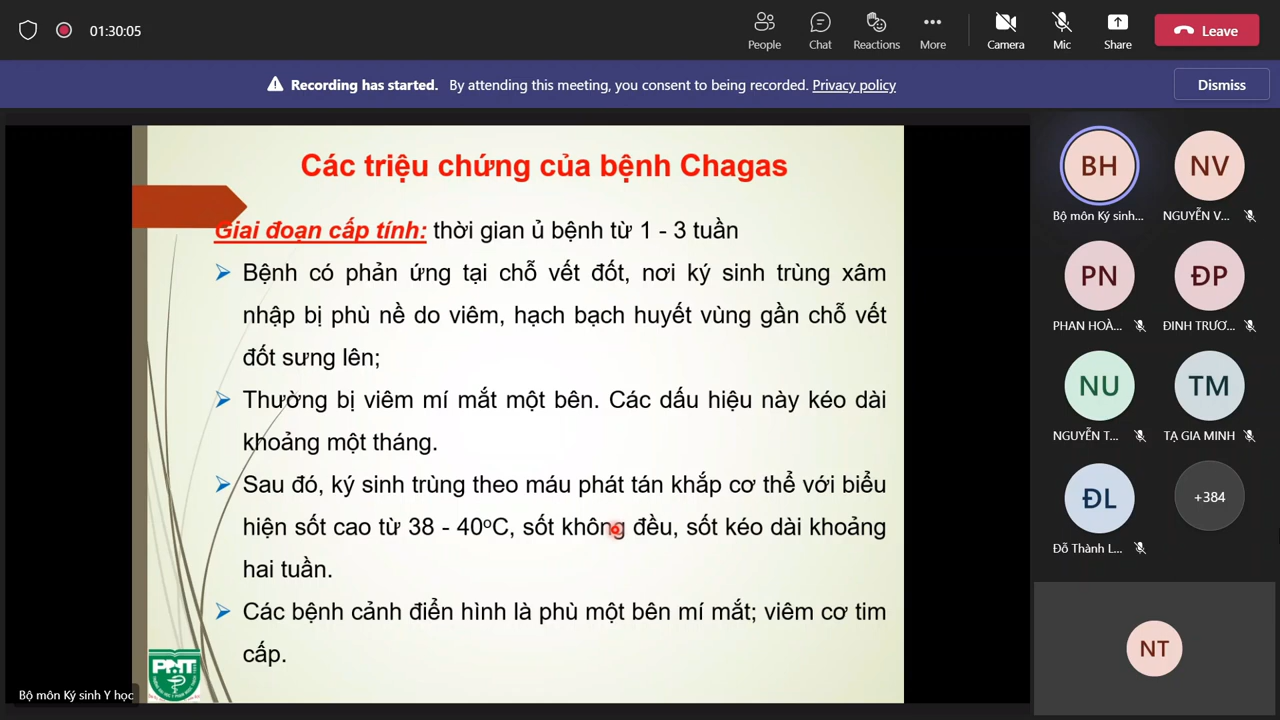 01:30:05
People
Chat
Reactions
More
Camera
Mic
Share
Leave
Recording has started. By attending this meeting, you consent to being recorded. Privacy policy
Dismiss
Các triệu chứng của bệnh Chagas
Giai đoạn cấp tính: thời gian ủ bệnh từ 1 - 3 tuần
Bệnh có phản ứng tại chỗ vết đốt, nơi ký sinh trùng xâm
nhập bị phù nề do viêm, hạch bạch huyết vùng gần chỗ vết
đốt sưng lên;
Thường bị viêm mí mắt một bên. Các dấu hiệu này kéo dài
khoảng một tháng.
Sau đó, ký sinh trùng theo máu phát tán khắp cơ thể với biểu
hiện sốt cao từ 38 - 40ºC, sốt không đều, sốt kéo dài khoảng
hai tuần.
Các bệnh cảnh điển hình là phù một bên mí mắt; viêm cơ tim
cấp.
PNT
Bộ môn Ký sinh Y học
BH
Bộ môn Ký sinh...
NV
NGUYỄN V...
PN
PHAN HOÀ...
ĐP
ĐINH TRƯƠ...
NU
NGUYỄN T...
TM
TẠ GIA MINH
ĐL
Đỗ Thành L...
+384
NT